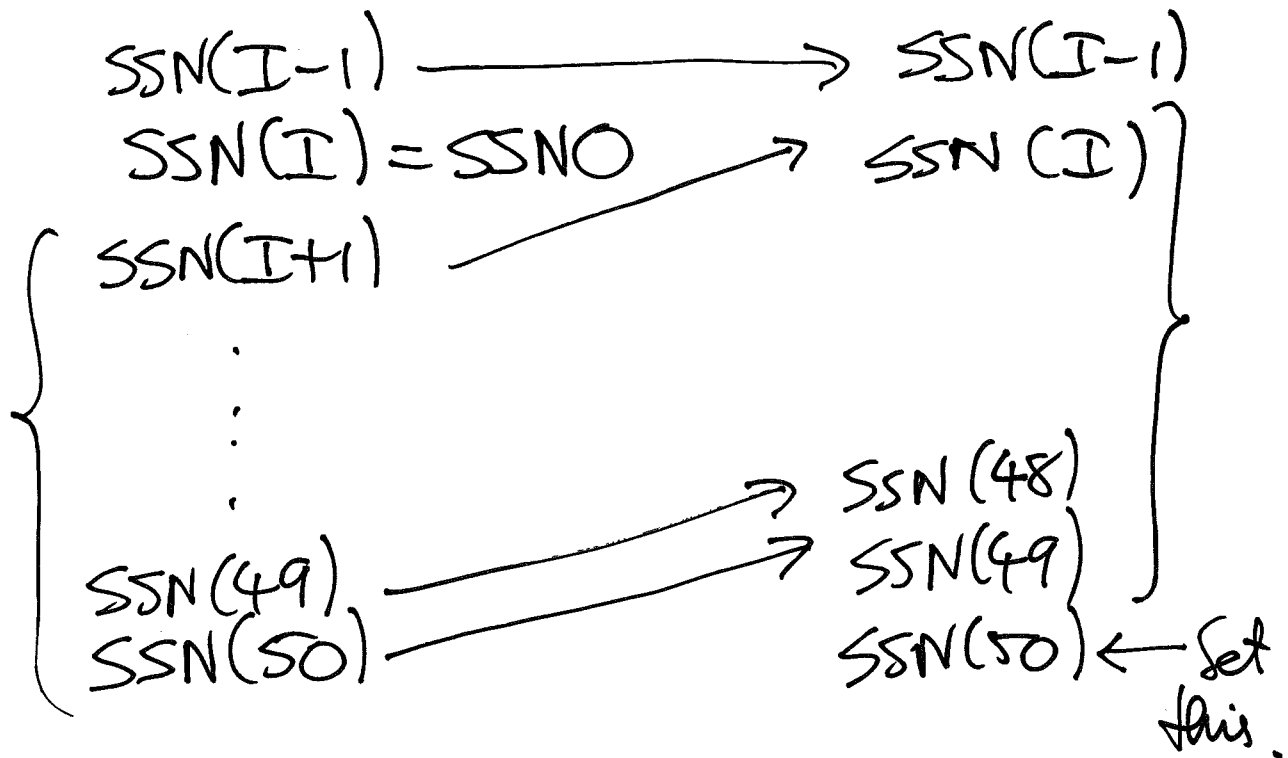 SSN(I-1) → SSN(I-1)
SSN(I) = SSNO → SSN(I)
SSN(I+1)
.
.
.
.
SSN(48)
SSN(49) → SSN(49)
SSN(50) SSN(50) ← Set
this.